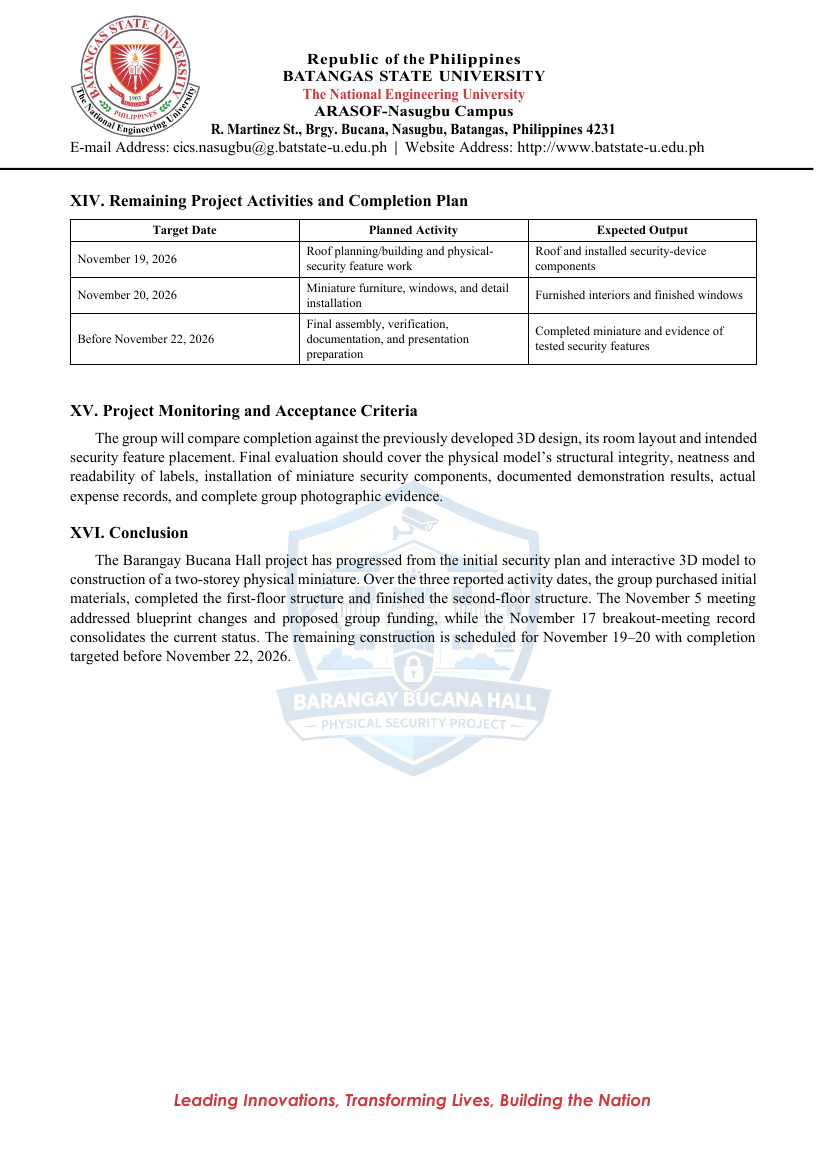 BATANGAS STATE UNIVERSITY
The National Engineering University
1903
PHILIPPINES
Republic of the Philippines
BATANGAS STATE UNIVERSITY
The National Engineering University
ARASOF-Nasugbu Campus
R. Martinez St., Brgy. Bucana, Nasugbu, Batangas, Philippines 4231
E-mail Address: cics.nasugbu@g.batstate-u.edu.ph | Website Address: http://www.batstate-u.edu.ph
XIV. Remaining Project Activities and Completion Plan
Target Date Planned Activity Expected Output
November 19, 2026
Roof planning/building and physical-
security feature work
Roof and installed security-device
components
November 20, 2026
Miniature furniture, windows, and detail
installation
Furnished interiors and finished windows
Before November 22, 2026
Final assembly, verification,
documentation, and presentation
preparation
Completed miniature and evidence of
tested security features
XV. Project Monitoring and Acceptance Criteria
The group will compare completion against the previously developed 3D design, its room layout and intended
security feature placement. Final evaluation should cover the physical model’s structural integrity, neatness and
readability of labels, installation of miniature security components, documented demonstration results, actual
expense records, and complete group photographic evidence.
XVI. Conclusion
The Barangay Bucana Hall project has progressed from the initial security plan and interactive 3D model to
construction of a two-storey physical miniature. Over the three reported activity dates, the group purchased initial
materials, completed the first-floor structure and finished the second-floor structure. The November 5 meeting
addressed blueprint changes and proposed group funding, while the November 17 breakout-meeting record
consolidates the current status. The remaining construction is scheduled for November 19–20 with completion
targeted before November 22, 2026.
BARANGAY BUCANA HALL
PHYSICAL SECURITY PROJECT
Leading Innovations, Transforming Lives, Building the Nation